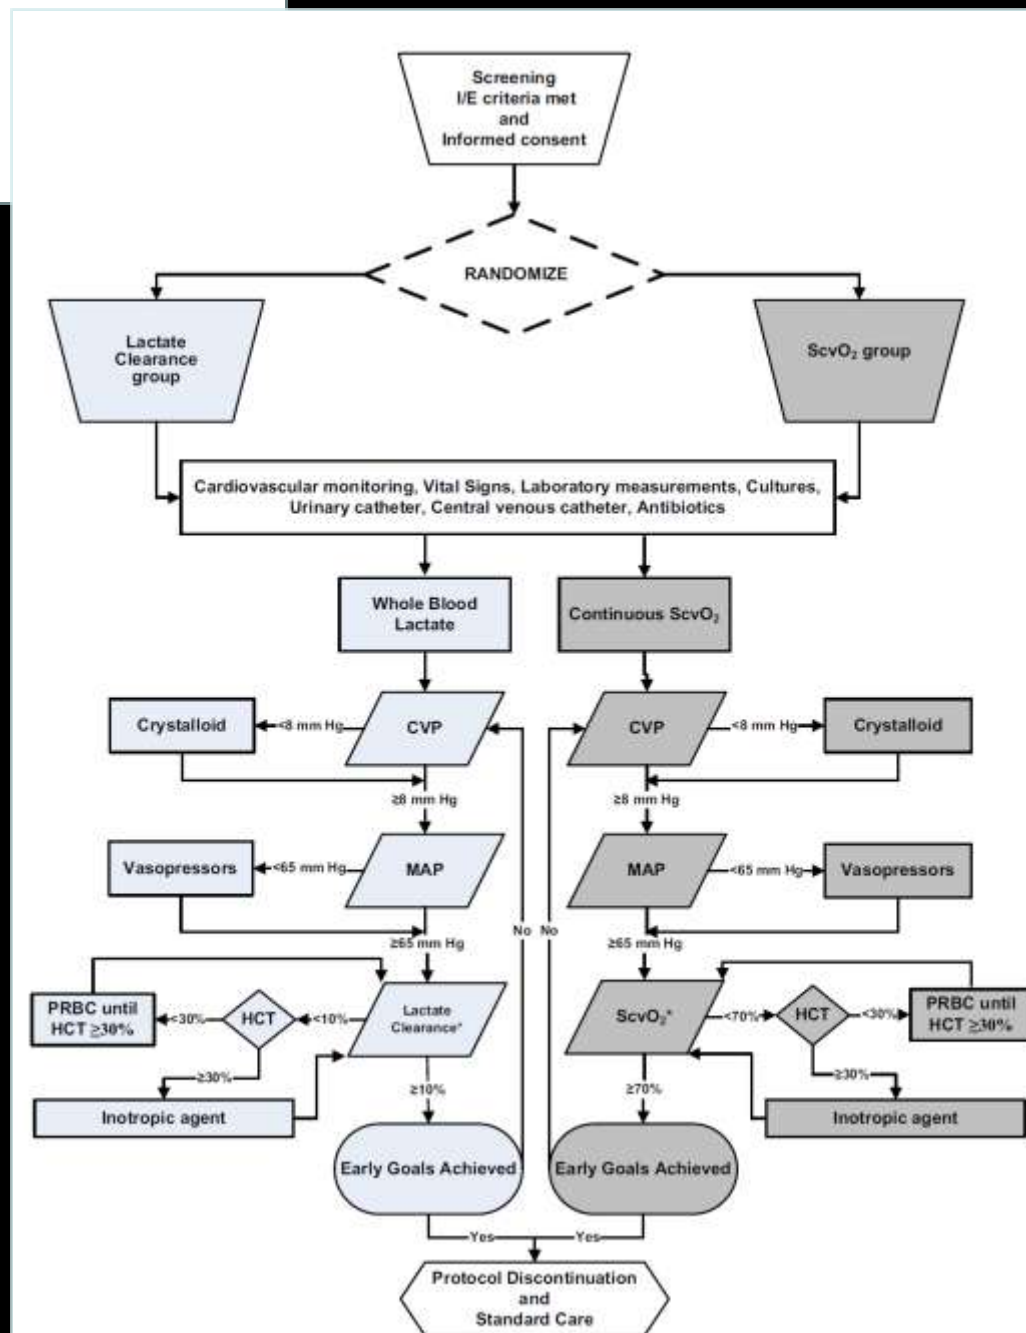 Screening
I/E criteria met
and
Informed consent
RANDOMIZE
Lactate
Clearance
group
ScvO₂ group
Cardiovascular monitoring, Vital Signs, Laboratory measurements, Cultures,
Urinary catheter, Central venous catheter, Antibiotics
Whole Blood
Lactate
Continuous ScvO₂
Crystalloid
<8 mm Hg
CVP
CVP
<8 mm Hg
Crystalloid
≥8 mm Hg
≥8 mm Hg
Vasopressors
<65 mm Hg
MAP
MAP
<65 mm Hg
Vasopressors
No
No
≥65 mm Hg
≥65 mm Hg
PRBC until
HCT ≥30%
<30%
HCT
<10%
Lactate
Clearance*
ScvO₂*
<70%
HCT
<30%
PRBC until
HCT ≥30%
≥30%
≥10%
≥70%
≥30%
Inotropic agent
Inotropic agent
Early Goals Achieved
Early Goals Achieved
Yes
Yes
Protocol Discontinuation
and
Standard Care